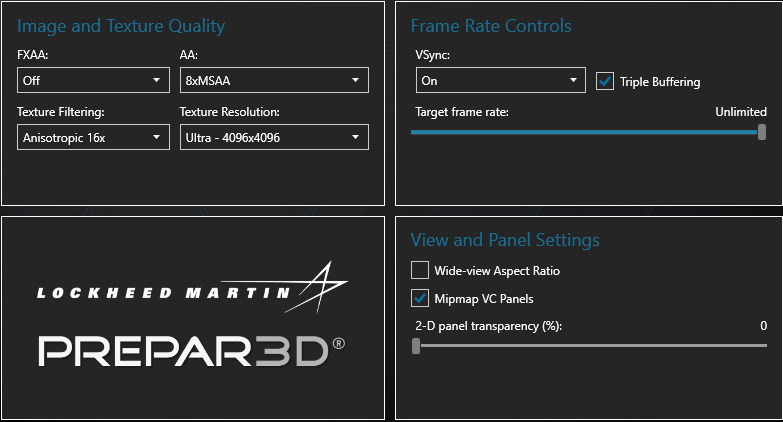 Image and Texture Quality
FXAA:
AA:
Off
8xMSAA
Texture Filtering:
Texture Resolution:
Anisotropic 16x
Ultra - 4096x4096
Frame Rate Controls
VSync:
On
Triple Buffering
Target frame rate:
Unlimited
LOCKHEED MARTIN
PREPAR3D®
View and Panel Settings
Wide-view Aspect Ratio
Mipmap VC Panels
2-D panel transparency (%):
0